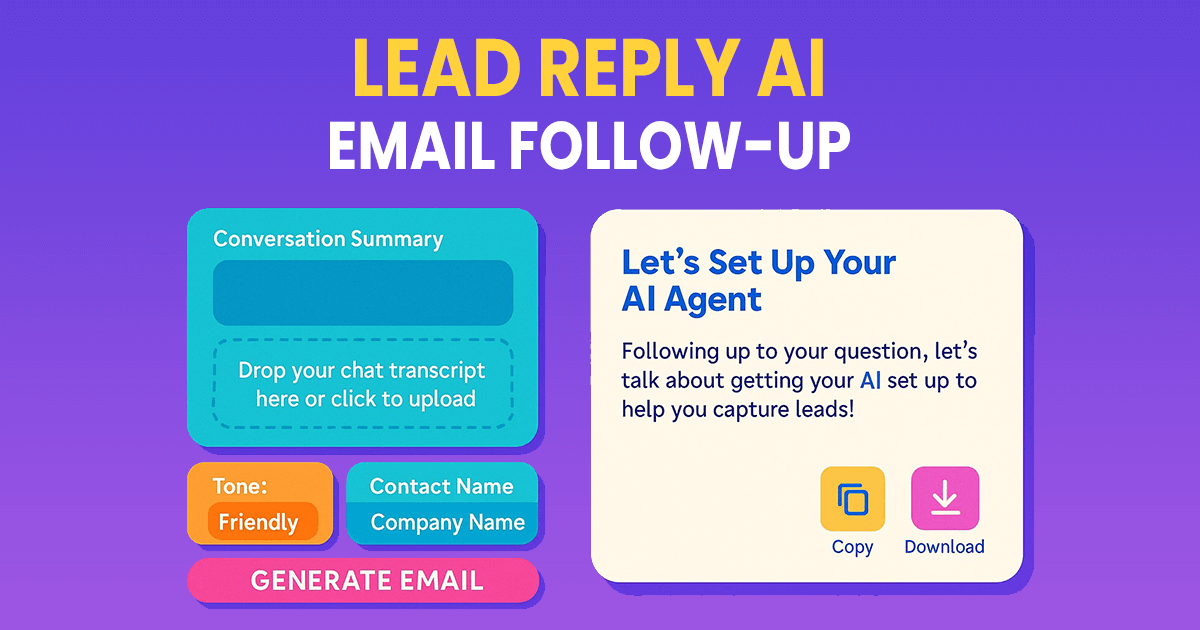 LEAD REPLY AI
EMAIL FOLLOW-UP
Conversation Summary
Drop your chat transcript
here or click to upload
Tone:
Friendly
Contact Name
Company Name
GENERATE EMAIL
Let's Set Up Your
AI Agent
Following up to your question, let's
talk about getting your AI set up to
help you capture leads!
Copy
Download